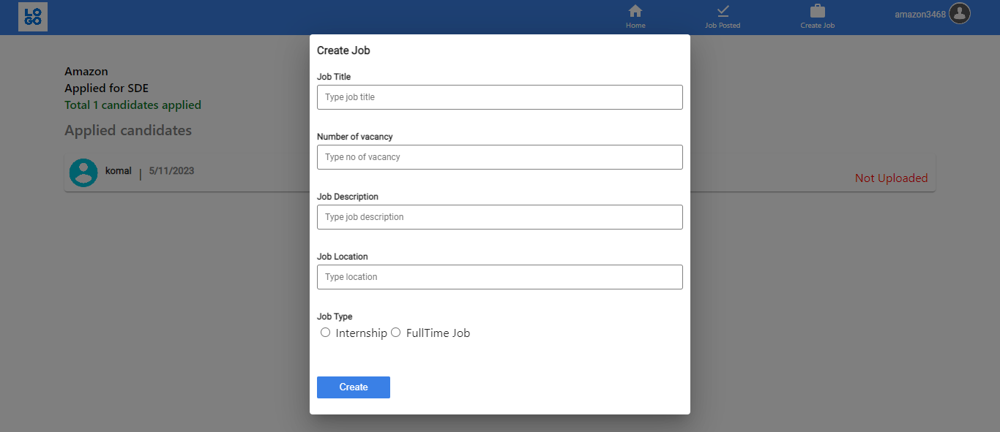 LO
GO
Home
Job Posted
Create Job
amazon3468
Amazon
Applied for SDE
Total 1 candidates applied
Applied candidates
komal | 5/11/2023
Not Uploaded
Create Job
Job Title
Type job title
Number of vacancy
Type no of vacancy
Job Description
Type job description
Job Location
Type location
Job Type
Internship FullTime Job
Create